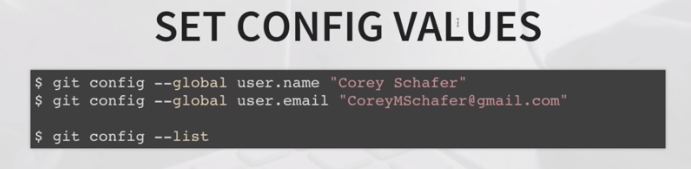 SET CONFIG VALUES
$ git config --global user.name "Corey Schafer"
$ git config --global user.email "CoreyMSchafer@gmail.com"
$ git config --list